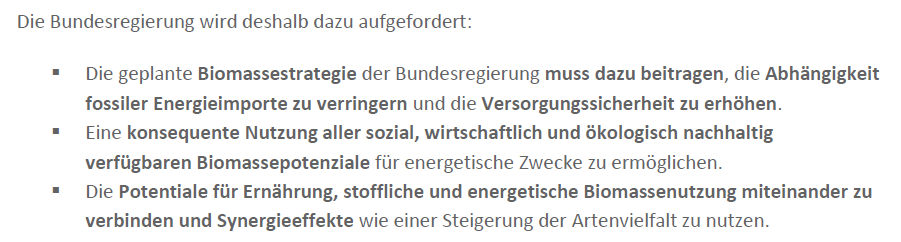 Die Bundesregierung wird deshalb dazu aufgefordert:
▪ Die geplante Biomassestrategie der Bundesregierung muss dazu beitragen, die Abhängigkeit
fossiler Energieimporte zu verringern und die Versorgungssicherheit zu erhöhen.
▪ Eine konsequente Nutzung aller sozial, wirtschaftlich und ökologisch nachhaltig
verfügbaren Biomassepotenziale für energetische Zwecke zu ermöglichen.
▪ Die Potentiale für Ernährung, stoffliche und energetische Biomassenutzung miteinander zu
verbinden und Synergieeffekte wie einer Steigerung der Artenvielfalt zu nutzen.